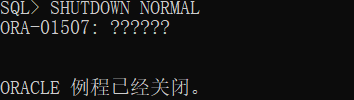 SQL> SHUTDOWN NORMAL
ORA-01507: ??????
ORACLE 例程已经关闭。